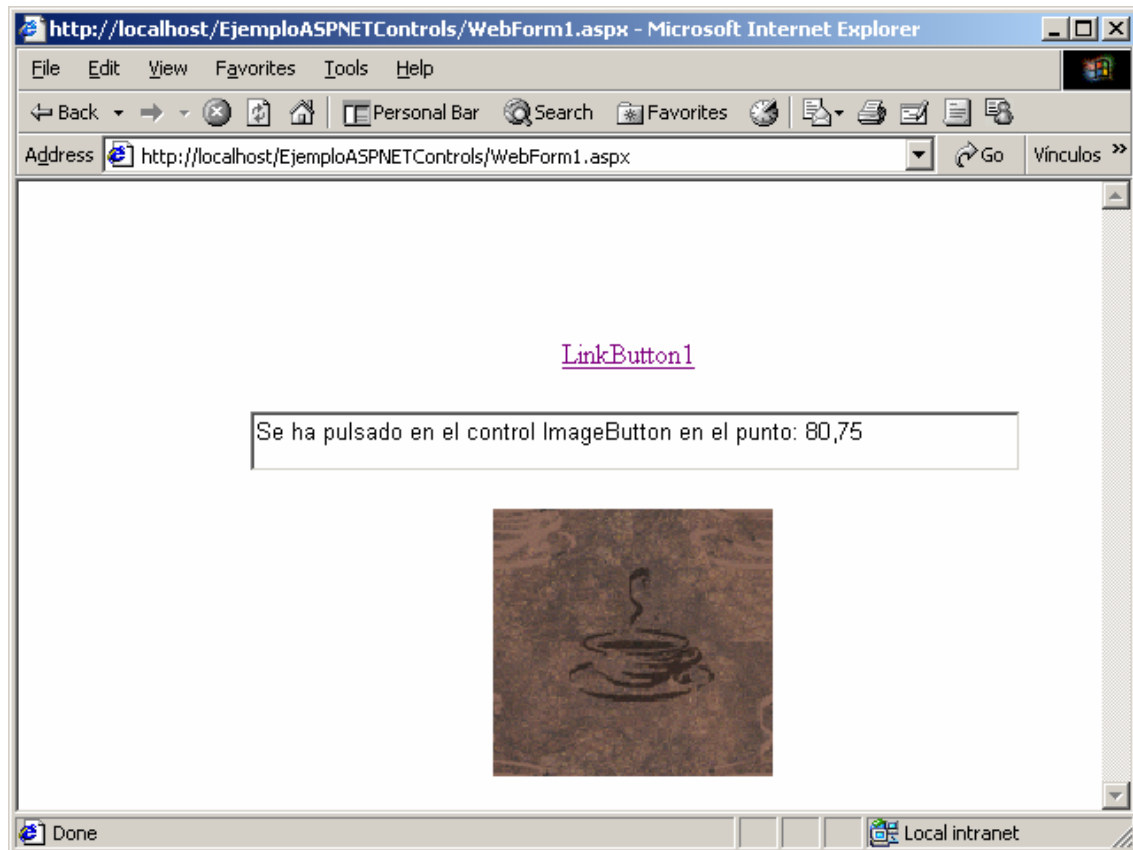 http://localhost/EjemploASPNETControls/WebForm1.aspx - Microsoft Internet Explorer
File Edit View Favorites Tools Help
Back Personal Bar Search Favorites
Address http://localhost/EjemploASPNETControls/WebForm1.aspx Go Vínculos »
LinkButton1
Se ha pulsado en el control ImageButton en el punto: 80,75
Done Local intranet